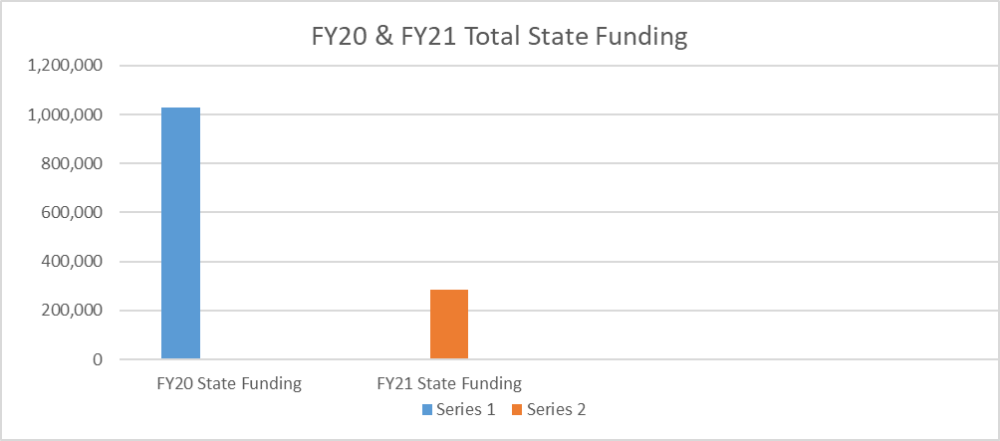 FY20 & FY21 Total State Funding
1,200,000
1,000,000
800,000
600,000
400,000
200,000
0
FY20 State Funding
FY21 State Funding
Series 1
Series 2